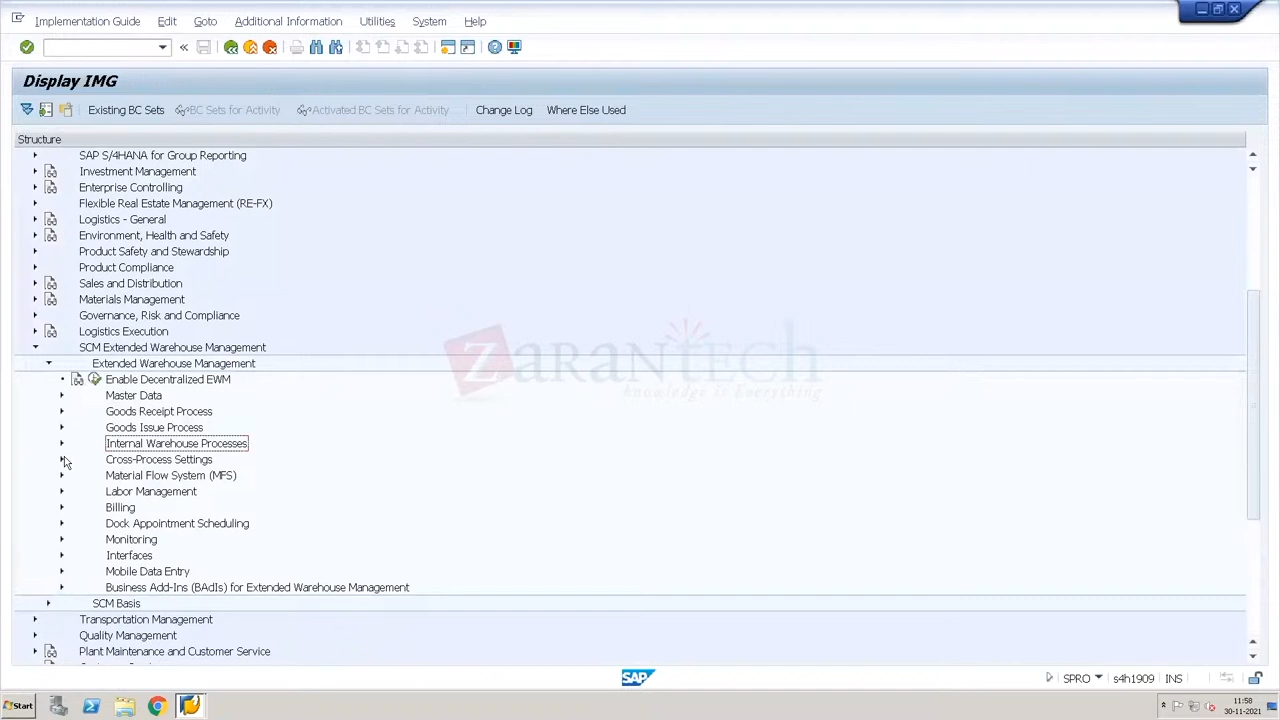 Implementation Guide Edit Goto Additional Information Utilities System Help
Display IMG
Existing BC Sets BC Sets for Activity Activated BC Sets for Activity Change Log Where Else Used
Structure
SAP S/4HANA for Group Reporting
Investment Management
Enterprise Controlling
Flexible Real Estate Management (RE-FX)
Logistics - General
Environment, Health and Safety
Product Safety and Stewardship
Product Compliance
Sales and Distribution
Materials Management
Governance, Risk and Compliance
Logistics Execution
SCM Extended Warehouse Management
Extended Warehouse Management
Enable Decentralized EWM
Master Data
Goods Receipt Process
Goods Issue Process
Internal Warehouse Processes
Cross-Process Settings
Material Flow System (MFS)
Labor Management
Billing
Dock Appointment Scheduling
Monitoring
Interfaces
Mobile Data Entry
Business Add-Ins (BAdIs) for Extended Warehouse Management
SCM Basis
Transportation Management
Quality Management
Plant Maintenance and Customer Service
ZARANTECH
knowledge is Everything
SAP SPRO s4h1909 INS
Start 11:58
30-11-2021